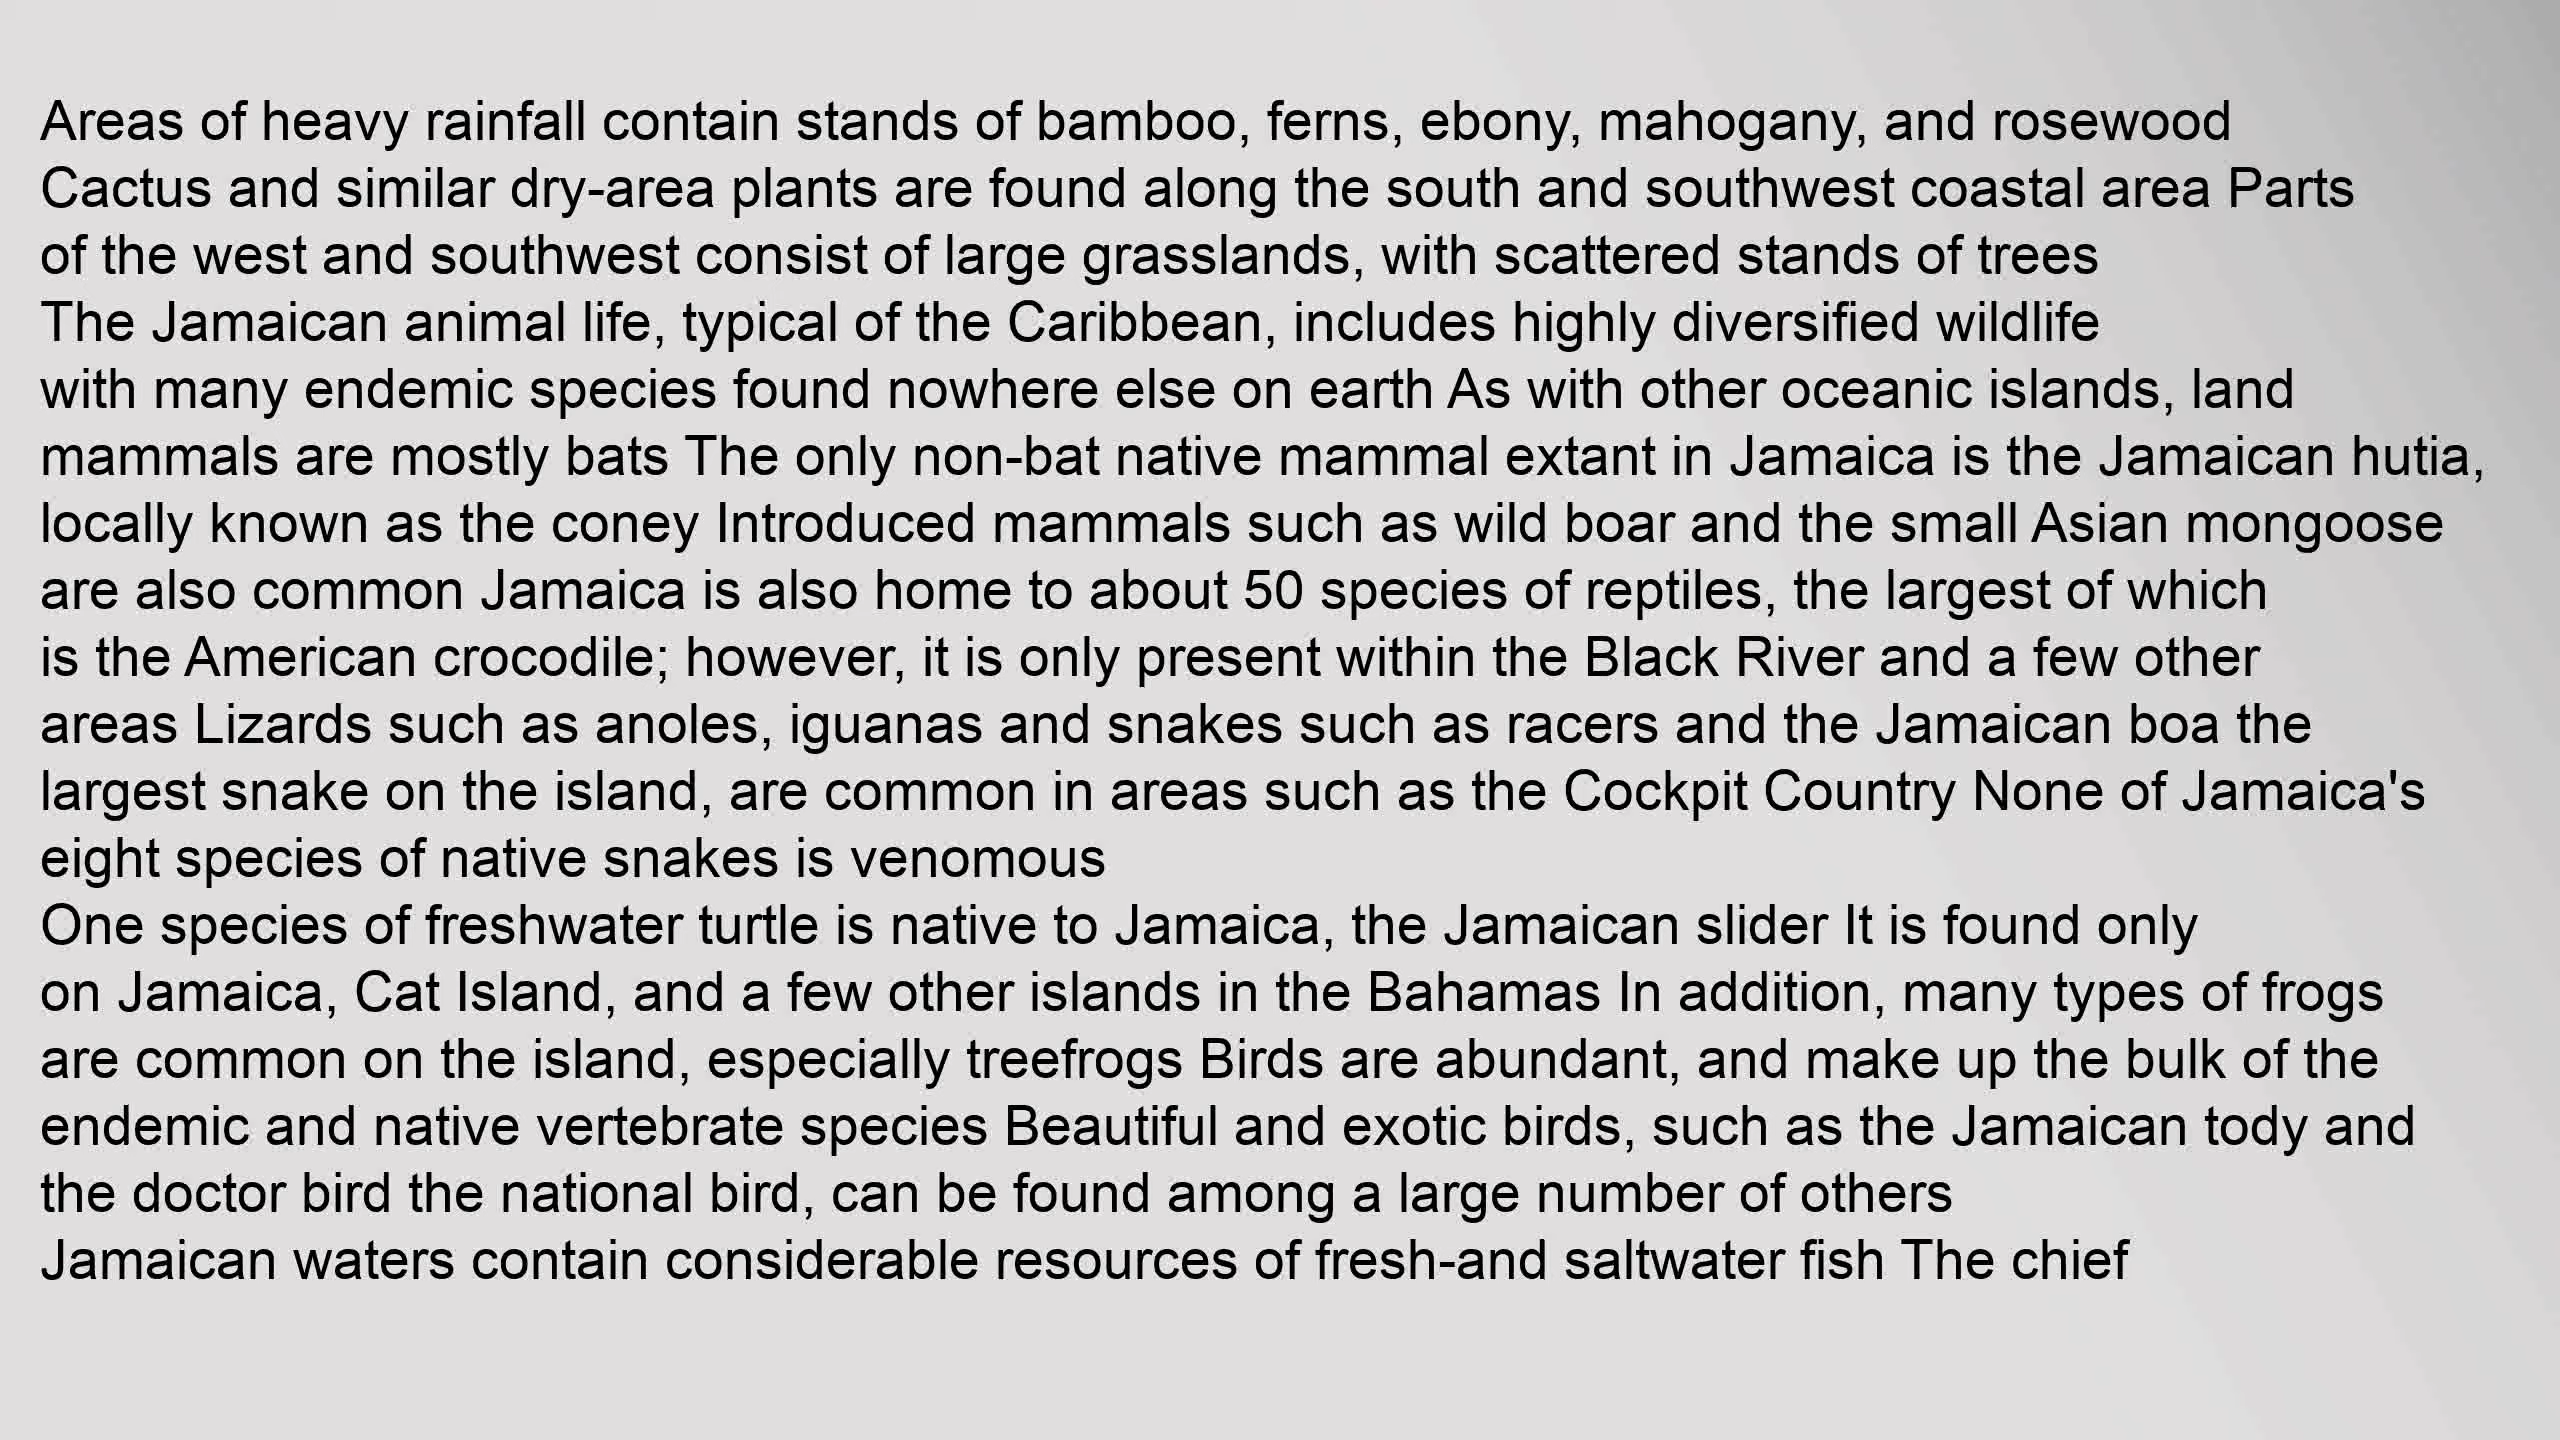 Areas of heavy rainfall contain stands of bamboo, ferns, ebony, mahogany, and rosewood
Cactus and similar dry-area plants are found along the south and southwest coastal area Parts
of the west and southwest consist of large grasslands, with scattered stands of trees
The Jamaican animal life, typical of the Caribbean, includes highly diversified wildlife
with many endemic species found nowhere else on earth As with other oceanic islands, land
mammals are mostly bats The only non-bat native mammal extant in Jamaica is the Jamaican hutia,
locally known as the coney Introduced mammals such as wild boar and the small Asian mongoose
are also common Jamaica is also home to about 50 species of reptiles, the largest of which
is the American crocodile; however, it is only present within the Black River and a few other
areas Lizards such as anoles, iguanas and snakes such as racers and the Jamaican boa the
largest snake on the island, are common in areas such as the Cockpit Country None of Jamaica's
eight species of native snakes is venomous
One species of freshwater turtle is native to Jamaica, the Jamaican slider It is found only
on Jamaica, Cat Island, and a few other islands in the Bahamas In addition, many types of frogs
are common on the island, especially treefrogs Birds are abundant, and make up the bulk of the
endemic and native vertebrate species Beautiful and exotic birds, such as the Jamaican tody and
the doctor bird the national bird, can be found among a large number of others
Jamaican waters contain considerable resources of fresh-and saltwater fish The chief